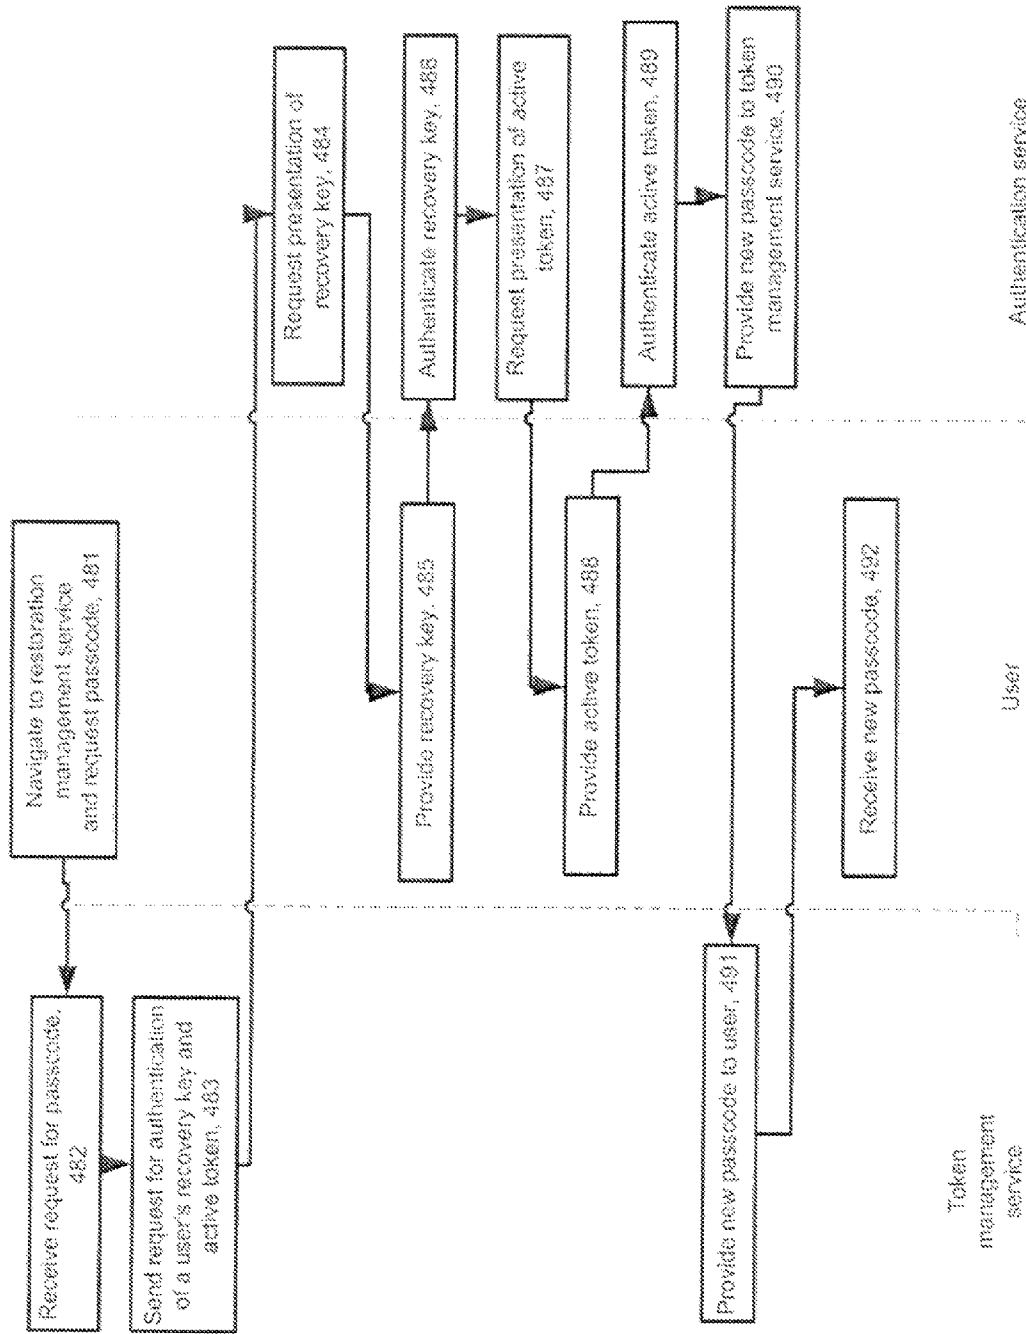 Navigate to restoration
management service
and request passcode, 481
Receive request for passcode,
482
Send request for authentication
of a user's recovery key and
active token, 483
Request presentation of
recovery key, 484
Provide recovery key, 485
Authenticate recovery key, 486
Request presentation of active
token, 487
Provide active token, 488
Authenticate active token, 489
Provide new passcode to token
management service, 490
Provide new passcode to user, 491
Receive new passcode, 492
Token
management
service
User
Authentication service